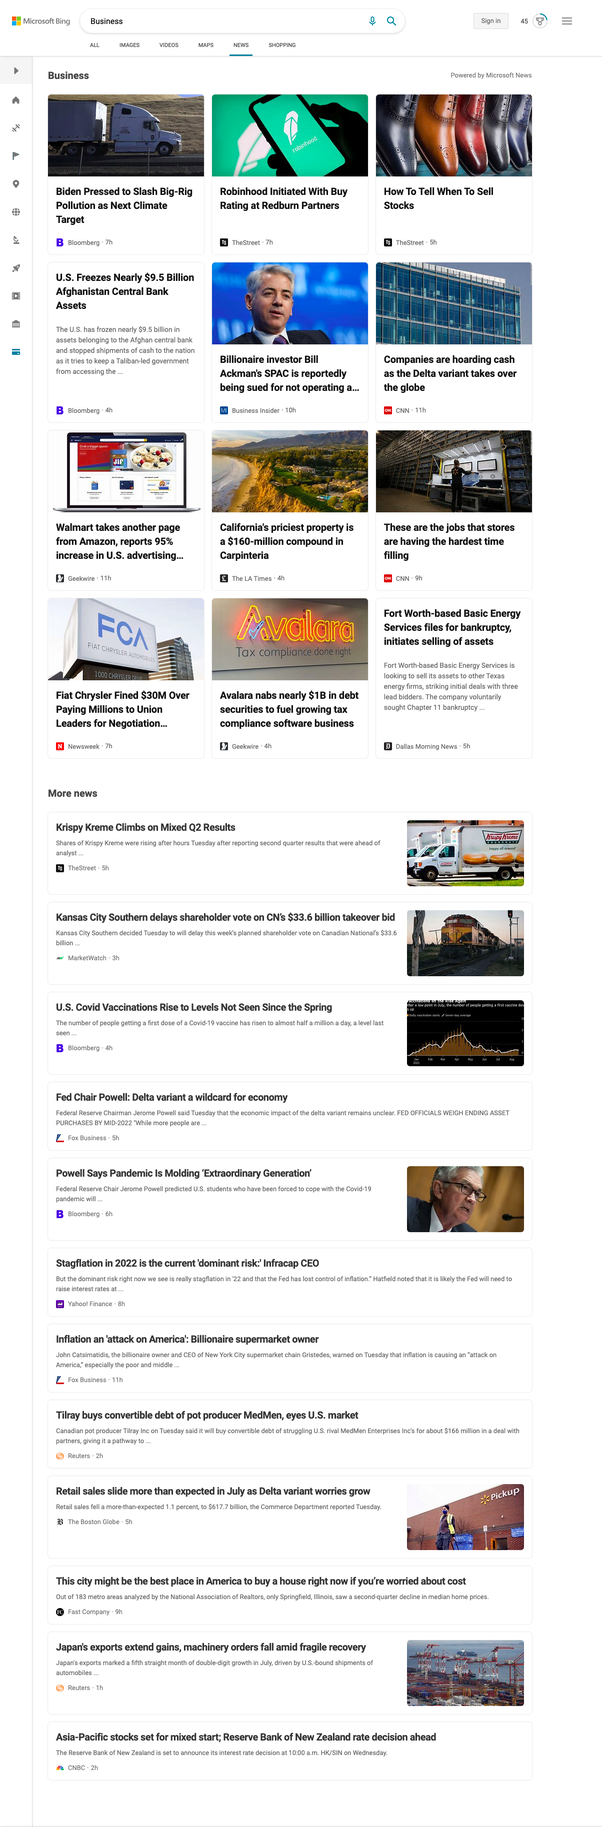 Microsoft Bing
Business
Sign in
45
ALL
IMAGES
VIDEOS
MAPS
NEWS
SHOPPING
Business
Powered by Microsoft News
Biden Pressed to Slash Big-Rig
Pollution as Next Climate
Target
Bloomberg · 7h
robinhood
Robinhood Initiated With Buy
Rating at Redburn Partners
TheStreet · 7h
How To Tell When To Sell
Stocks
TheStreet · 5h
U.S. Freezes Nearly $9.5 Billion
Afghanistan Central Bank
Assets
The U.S. has frozen nearly $9.5 billion in
assets belonging to the Afghan central bank
and stopped shipments of cash to the nation
as it tries to keep a Taliban-led government
from accessing the ...
Bloomberg · 4h
Billionaire investor Bill
Ackman's SPAC is reportedly
being sued for not operating a...
Business Insider · 10h
Companies are hoarding cash
as the Delta variant takes over
the globe
CNN · 11h
Walmart takes another page
from Amazon, reports 95%
increase in U.S. advertising...
Geekwire · 11h
California's priciest property is
a $160-million compound in
Carpinteria
The LA Times · 4h
These are the jobs that stores
are having the hardest time
filling
CNN · 9h
FCA
FIAT CHRYSLER AUTOMOBILES
1000 CHRYSLER DRIVE
Fiat Chrysler Fined $30M Over
Paying Millions to Union
Leaders for Negotiation...
Newsweek · 7h
Avalara
Tax compliance done right
Avalara nabs nearly $1B in debt
securities to fuel growing tax
compliance software business
Geekwire · 4h
Fort Worth-based Basic Energy
Services files for bankruptcy,
initiates selling of assets
Fort Worth-based Basic Energy Services is
looking to sell its assets to other Texas
energy firms, striking initial deals with three
lead bidders. The company voluntarily
sought Chapter 11 bankruptcy ...
Dallas Morning News · 5h
More news
Krispy Kreme Climbs on Mixed Q2 Results
Shares of Krispy Kreme were rising after hours Tuesday after reporting second quarter results that were ahead of
analyst ...
TheStreet · 5h
Krispy Kreme
Kansas City Southern delays shareholder vote on CN's $33.6 billion takeover bid
Kansas City Southern decided Tuesday to will delay this week's planned shareholder vote on Canadian National's $33.6
billion ...
MarketWatch · 3h
U.S. Covid Vaccinations Rise to Levels Not Seen Since the Spring
The number of people getting a first dose of a Covid-19 vaccine has risen to almost half a million a day, a level last
seen ...
Bloomberg · 4h
Fed Chair Powell: Delta variant a wildcard for economy
Federal Reserve Chairman Jerome Powell said Tuesday that the economic impact of the delta variant remains unclear. FED OFFICIALS WEIGH ENDING ASSET
PURCHASES BY MID-2022 "While more people are ...
Fox Business · 5h
Powell Says Pandemic Is Molding 'Extraordinary Generation'
Federal Reserve Chair Jerome Powell predicted U.S. students who have been forced to cope with the Covid-19
pandemic will ...
Bloomberg · 6h
Stagflation in 2022 is the current 'dominant risk:' Infracap CEO
But the dominant risk right now we see is really stagflation in '22 and that the Fed has lost control of inflation." Hatfield noted that it is likely the Fed will need to
raise interest rates at ...
Yahoo! Finance · 8h
Inflation an 'attack on America': Billionaire supermarket owner
John Catsimatidis, the billionaire owner and CEO of New York City supermarket chain Gristedes, warned on Tuesday that inflation is causing an "attack on
America," especially the poor and middle ...
Fox Business · 11h
Tilray buys convertible debt of pot producer MedMen, eyes U.S. market
Canadian pot producer Tilray Inc on Tuesday said it will buy convertible debt of struggling U.S. rival MedMen Enterprises Inc's for about $166 million in a deal with
partners, giving it a pathway to ...
Reuters · 2h
Retail sales slide more than expected in July as Delta variant worries grow
Retail sales fell a more-than-expected 1.1 percent, to $617.7 billion, the Commerce Department reported Tuesday.
The Boston Globe · 5h
Pickup
This city might be the best place in America to buy a house right now if you're worried about cost
Out of 183 metro areas analyzed by the National Association of Realtors, only Springfield, Illinois, saw a second-quarter decline in median home prices.
Fast Company · 9h
Japan's exports extend gains, machinery orders fall amid fragile recovery
Japan's exports marked a fifth straight month of double-digit growth in July, driven by U.S.-bound shipments of
automobiles ...
Reuters · 1h
Asia-Pacific stocks set for mixed start; Reserve Bank of New Zealand rate decision ahead
The Reserve Bank of New Zealand is set to announce its interest rate decision at 10:00 a.m. HK/SIN on Wednesday.
CNBC · 2h